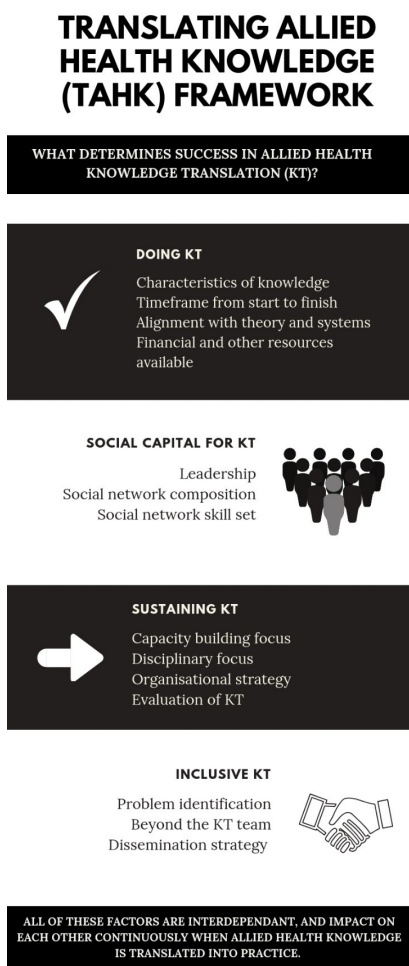 TRANSLATING ALLIED
HEALTH KNOWLEDGE
(TAHK) FRAMEWORK
WHAT DETERMINES SUCCESS IN ALLIED HEALTH
KNOWLEDGE TRANSLATION (KT)?
DOING KT
Characteristics of knowledge
Timeframe from start to finish
Alignment with theory and systems
Financial and other resources
available
SOCIAL CAPITAL FOR KT
Leadership
Social network composition
Social network skill set
SUSTAINING KT
Capacity building focus
Disciplinary focus
Organisational strategy
Evaluation of KT
INCLUSIVE KT
Problem identification
Beyond the KT team
Dissemination strategy
ALL OF THESE FACTORS ARE INTERDEPENDANT, AND IMPACT ON
EACH OTHER CONTINUOUSLY WHEN ALLIED HEALTH KNOWLEDGE
IS TRANSLATED INTO PRACTICE.